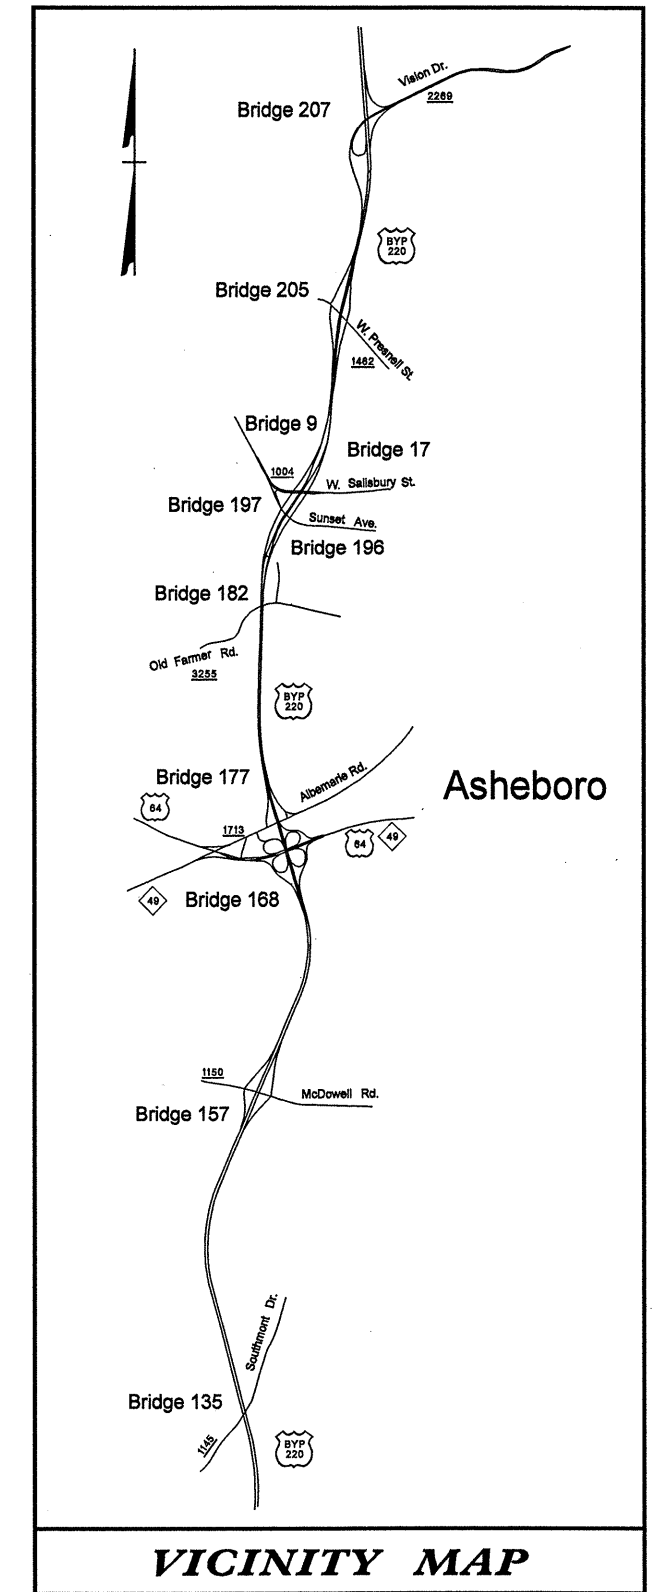 Vision Dr.
2269
Bridge 207
BYP
220
Bridge 205
W. Presnell St.
1462
Bridge 9
Bridge 17
1004
W. Salisbury St.
Bridge 197
Sunset Ave.
Bridge 196
Bridge 182
Old Farmer Rd.
3255
BYP
220
Bridge 177
Albemarle Rd.
Asheboro
64
1713
64
49
49
Bridge 168
1150
McDowell Rd.
Bridge 157
Southmont Dr.
Bridge 135
1145
BYP
220
VICINITY MAP